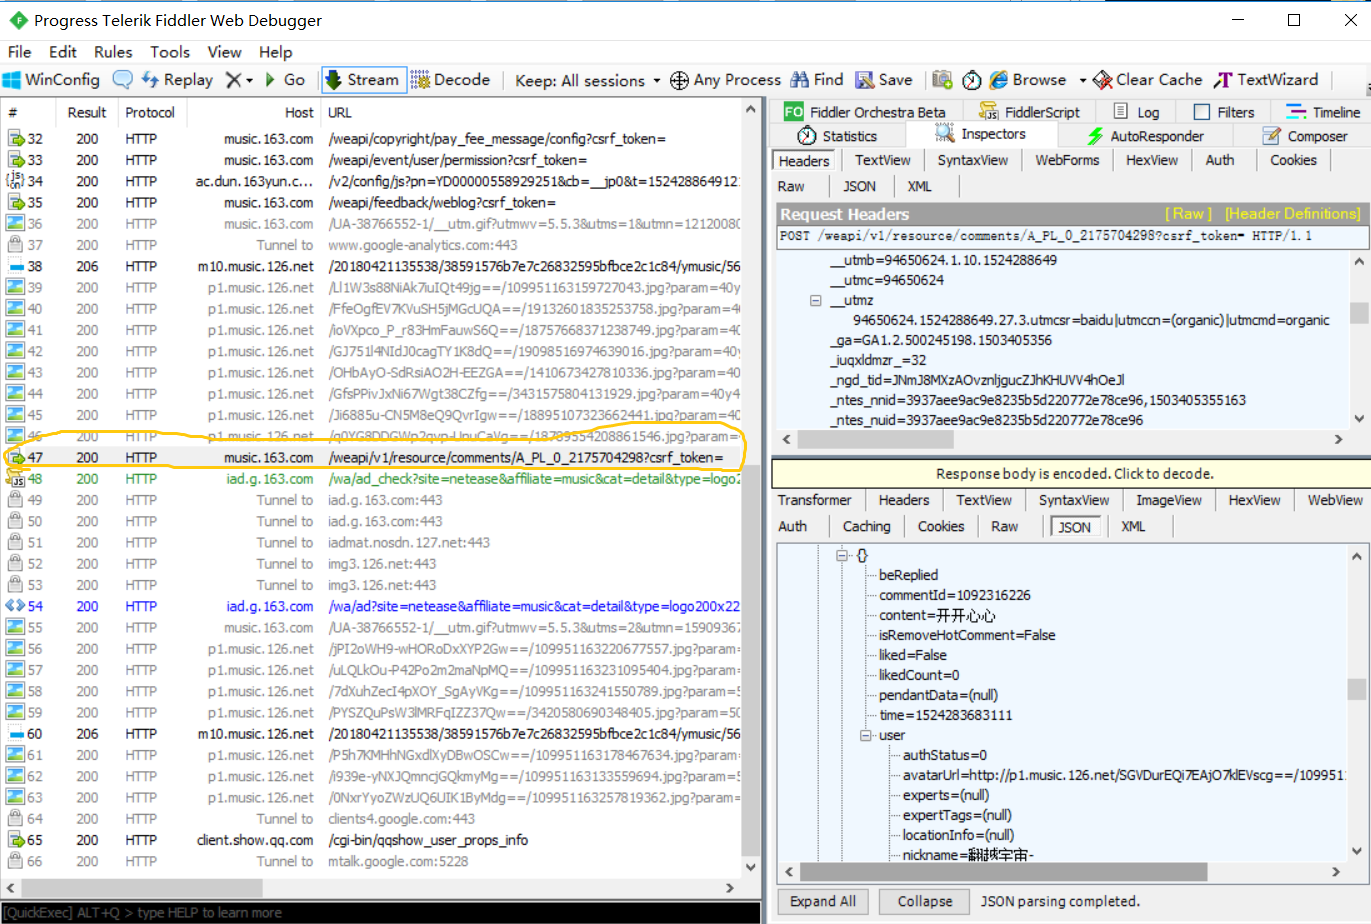 Progress Telerik Fiddler Web Debugger
File Edit Rules Tools View Help
WinConfig Replay Go Stream Decode Keep: All sessions Any Process Find Save Browse Clear Cache TextWizard
# Result Protocol Host URL
32 200 HTTP music.163.com /weapi/copyright/pay_fee_message/config?csrf_token=
33 200 HTTP music.163.com /weapi/event/user/permission?csrf_token=
34 200 HTTP ac.dun.163yun.c... /v2/config/js?pn=YD00000558929251&cb=__jp0&t=1524288649121
35 200 HTTP music.163.com /weapi/feedback/weblog?csrf_token=
36 200 HTTP music.163.com /UA-38766552-1/__utm.gif?utmwv=5.5.3&utms=1&utmn=12120080
37 200 HTTP Tunnel to www.google-analytics.com:443
38 206 HTTP m10.music.126.net /20180421135538/38591576b7e7c26832595bfbce2c1c84/ymusic/56
39 200 HTTP p1.music.126.net /Ll1W3s88NiAk7iuIQt49jg==/109951163159727043.jpg?param=40y
40 200 HTTP p1.music.126.net /FfeOgfEV7KVuSH5jMGcUQA==/19132601835253758.jpg?param=40
41 200 HTTP p1.music.126.net /ioVXpco_P_r83HmFauwS6Q==/18757668371238749.jpg?param=40
42 200 HTTP p1.music.126.net /GJ751l4NIdJ0cagTY1K8dQ==/19098516974639016.jpg?param=40y
43 200 HTTP p1.music.126.net /OHbAyO-SdRsiAO2H-EEZGA==/1410673427810336.jpg?param=40
44 200 HTTP p1.music.126.net /GfsPPivJxNi67Wgt38CZfg==/3431575804131929.jpg?param=40y4
45 200 HTTP p1.music.126.net /Ji6885u-CN5M8eQ9QvrIgw==/18895107323662441.jpg?param=40
46 200 HTTP p1.music.126.net
47 200 HTTP music.163.com /weapi/v1/resource/comments/A_PL_0_2175704298?csrf_token=
48 200 HTTP iad.g.163.com /wa/ad_check?site=netease&affiliate=music&cat=detail&type=logo2
49 200 HTTP Tunnel to iad.g.163.com:443
50 200 HTTP Tunnel to iad.g.163.com:443
51 200 HTTP Tunnel to iadmat.nosdn.127.net:443
52 200 HTTP Tunnel to img3.126.net:443
53 200 HTTP Tunnel to img3.126.net:443
54 200 HTTP iad.g.163.com /wa/ad?site=netease&affiliate=music&cat=detail&type=logo200x22
55 200 HTTP music.163.com /UA-38766552-1/__utm.gif?utmwv=5.5.3&utms=2&utmn=15909367
56 200 HTTP p1.music.126.net /jPI2oWH9-wHORoDxXYP2Gw==/109951163220677557.jpg?param=
57 200 HTTP p1.music.126.net /uLQLkOu-P42Po2m2maNpMQ==/109951163231095404.jpg?param=
58 200 HTTP p1.music.126.net /7dXuhZecI4pXOY_SgAyVKg==/109951163241550789.jpg?param=5
59 200 HTTP p1.music.126.net /PYSZQuPsW3lMRFqIZZ37Qw==/3420580690348405.jpg?param=50
60 206 HTTP m10.music.126.net /20180421135538/38591576b7e7c26832595bfbce2c1c84/ymusic/56
61 200 HTTP p1.music.126.net /P5h7KMHhNGxdlXyDBwOSCw==/109951163178467634.jpg?param=
62 200 HTTP p1.music.126.net /i939e-yNXJQmncjGQkmyMg==/109951163133559694.jpg?param=5
63 200 HTTP p1.music.126.net /0NxrYyoZWzUQ6UIK1ByMdg==/109951163257819362.jpg?param=
64 200 HTTP Tunnel to clients4.google.com:443
65 200 HTTP client.show.qq.com /cgi-bin/qqshow_user_props_info
66 200 HTTP Tunnel to mtalk.google.com:5228
[QuickExec] ALT+Q > type HELP to learn more
FO Fiddler Orchestra Beta FiddlerScript Log Filters Timeline
Statistics Inspectors AutoResponder Composer
Headers TextView SyntaxView WebForms HexView Auth Cookies
Raw JSON XML
Request Headers [ Raw ] [Header Definitions]
POST /weapi/v1/resource/comments/A_PL_0_2175704298?csrf_token= HTTP/1.1
__utmb=94650624.1.10.1524288649
__utmc=94650624
__utmz
94650624.1524288649.27.3.utmcsr=baidu|utmccn=(organic)|utmcmd=organic
_ga=GA1.2.500245198.1503405356
_iuqxldmzr_=32
_ngd_tid=JNmJ8MXzAOvznljgucZJhKHUVV4hOeJl
_ntes_nnid=3937aee9ac9e8235b5d220772e78ce96,1503405355163
_ntes_nuid=3937aee9ac9e8235b5d220772e78ce96
Response body is encoded. Click to decode.
Transformer Headers TextView SyntaxView ImageView HexView WebView
Auth Caching Cookies Raw JSON XML
{}
beReplied
commentId=1092316226
content=开开心心
isRemoveHotComment=False
liked=False
likedCount=0
pendantData=(null)
time=1524283683111
user
authStatus=0
avatarUrl=http://p1.music.126.net/SGVDurEQi7EAjO7klEVscg==/109951
experts=(null)
expertTags=(null)
locationInfo=(null)
nickname=翻越宇宙-
Expand All Collapse JSON parsing completed.